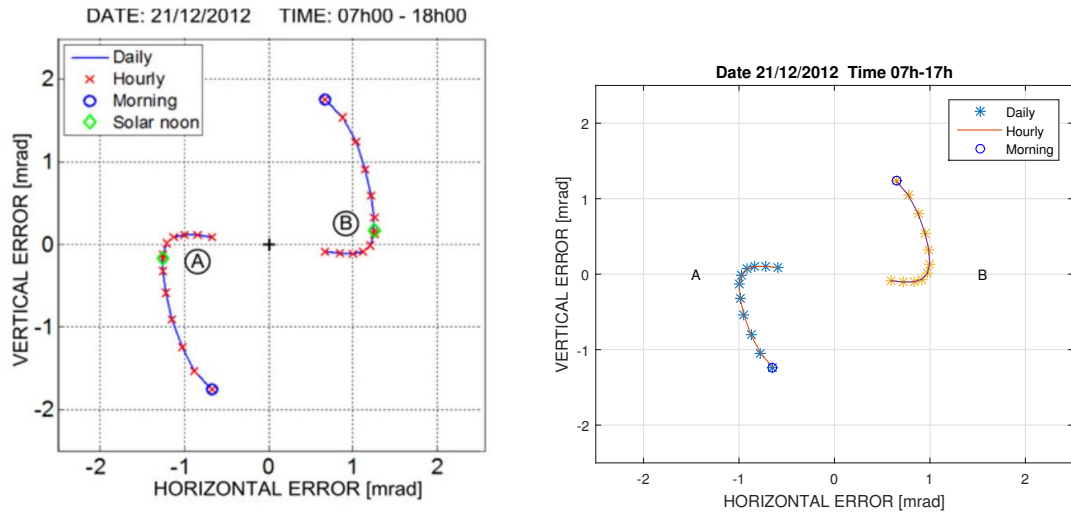 DATE: 21/12/2012 TIME: 07h00 - 18h00
Daily
Hourly
Morning
Solar noon
VERTICAL ERROR [mrad]
2
1
0
-1
-2
A
B
-2 -1 0 1 2
HORIZONTAL ERROR [mrad]
Date 21/12/2012 Time 07h-17h
Daily
Hourly
Morning
VERTICAL ERROR [mrad]
2
1
0
-1
-2
A
B
-2 -1 0 1 2
HORIZONTAL ERROR [mrad]